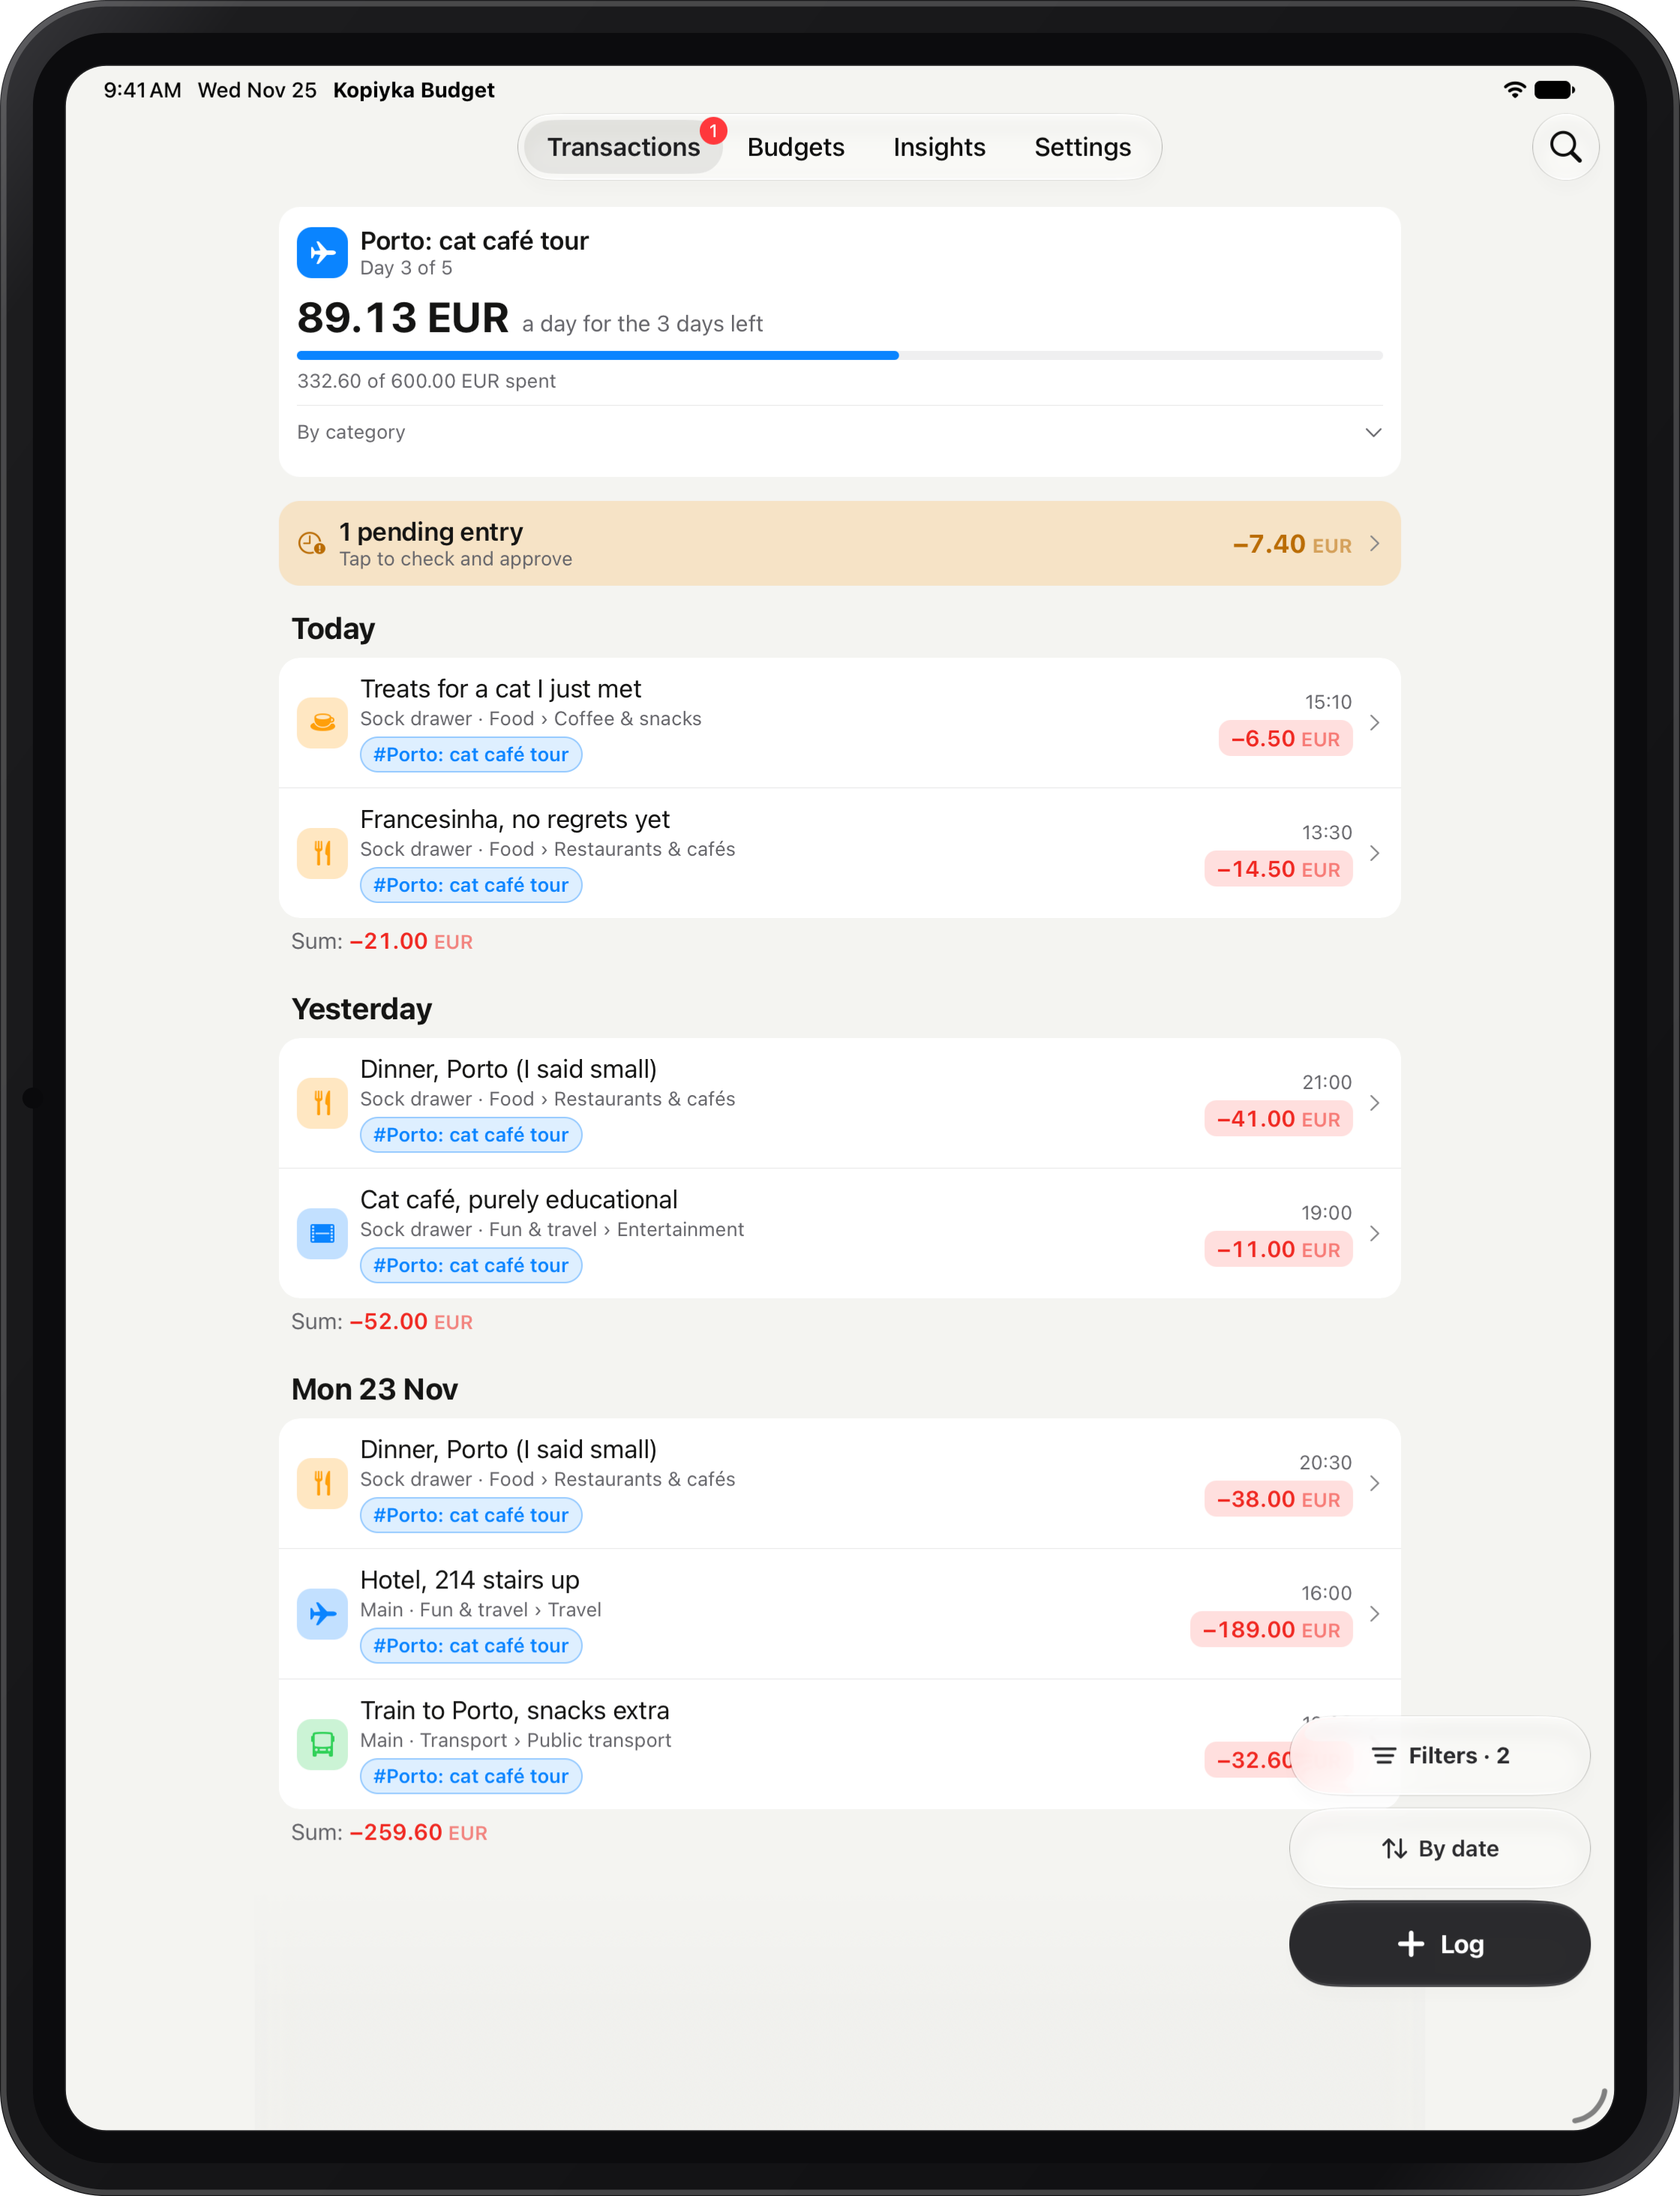 9:41 AM Wed Nov 25 Kopiyka Budget
Transactions 1 Budgets Insights Settings
Porto: cat café tour
Day 3 of 5
89.13 EUR a day for the 3 days left
332.60 of 600.00 EUR spent
By category
1 pending entry
Tap to check and approve
−7.40 EUR
Today
Treats for a cat I just met
Sock drawer · Food › Coffee & snacks
#Porto: cat café tour
15:10
−6.50 EUR
Francesinha, no regrets yet
Sock drawer · Food › Restaurants & cafés
#Porto: cat café tour
13:30
−14.50 EUR
Sum: −21.00 EUR
Yesterday
Dinner, Porto (I said small)
Sock drawer · Food › Restaurants & cafés
#Porto: cat café tour
21:00
−41.00 EUR
Cat café, purely educational
Sock drawer · Fun & travel › Entertainment
#Porto: cat café tour
19:00
−11.00 EUR
Sum: −52.00 EUR
Mon 23 Nov
Dinner, Porto (I said small)
Sock drawer · Food › Restaurants & cafés
#Porto: cat café tour
20:30
−38.00 EUR
Hotel, 214 stairs up
Main · Fun & travel › Travel
#Porto: cat café tour
16:00
−189.00 EUR
Train to Porto, snacks extra
Main · Transport › Public transport
#Porto: cat café tour
−32.60
Sum: −259.60 EUR
Filters · 2
By date
Log